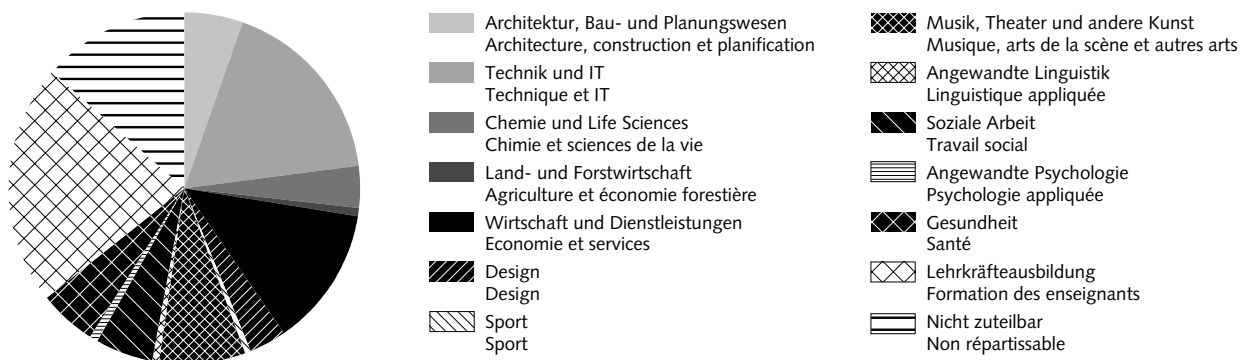 Architektur, Bau- und Planungswesen
Architecture, construction et planification
Technik und IT
Technique et IT
Chemie und Life Sciences
Chimie et sciences de la vie
Land- und Forstwirtschaft
Agriculture et économie forestière
Wirtschaft und Dienstleistungen
Economie et services
Design
Design
Sport
Sport
Musik, Theater und andere Kunst
Musique, arts de la scène et autres arts
Angewandte Linguistik
Linguistique appliquée
Soziale Arbeit
Travail social
Angewandte Psychologie
Psychologie appliquée
Gesundheit
Santé
Lehrkräfteausbildung
Formation des enseignants
Nicht zuteilbar
Non répartissable